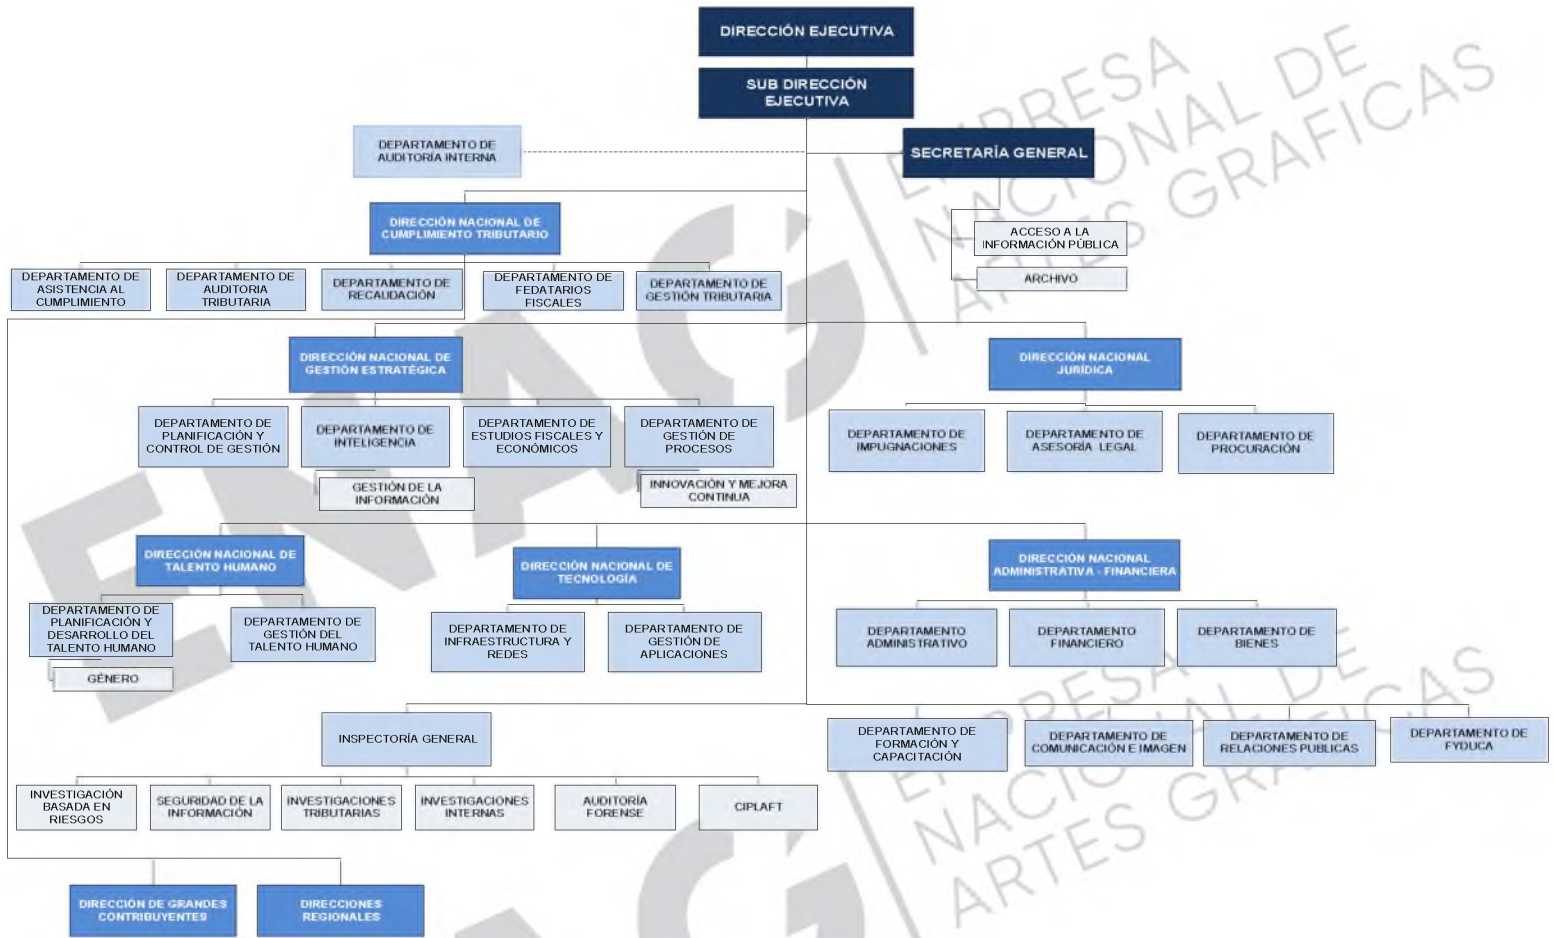 DIRECCIÓN EJECUTIVA
SUB DIRECCIÓN
EJECUTIVA
DEPARTAMENTO DE
AUDITORÍA INTERNA
SECRETARÍA GENERAL
DIRECCIÓN NACIONAL DE
CUMPLIMIENTO TRIBUTARIO
ACCESO A LA
INFORMACIÓN PÚBLICA
ARCHIVO
DEPARTAMENTO DE
ASISTENCIA AL
CUMPLIMIENTO
DEPARTAMENTO DE
AUDITORIA
TRIBUTARIA
DEPARTAMENTO DE
RECAUDACIÓN
DEPARTAMENTO DE
FEDATARIOS
FISCALES
DEPARTAMENTO DE
GESTIÓN TRIBUTARIA
DIRECCIÓN NACIONAL DE
GESTIÓN ESTRATÉGICA
DIRECCIÓN NACIONAL
JURÍDICA
DEPARTAMENTO DE
PLANIFICACIÓN Y
CONTROL DE GESTIÓN
DEPARTAMENTO DE
INTELIGENCIA
DEPARTAMENTO DE
ESTUDIOS FISCALES Y
ECONÓMICOS
DEPARTAMENTO DE
GESTIÓN DE
PROCESOS
DEPARTAMENTO DE
IMPUGNACIONES
DEPARTAMENTO DE
ASESORÍA LEGAL
DEPARTAMENTO DE
PROCURACIÓN
GESTIÓN DE LA
INFORMACIÓN
INNOVACIÓN Y MEJORA
CONTINUA
DIRECCIÓN NACIONAL DE
TALENTO HUMANO
DIRECCIÓN NACIONAL DE
TECNOLOGÍA
DIRECCIÓN NACIONAL
ADMINISTRATIVA - FINANCIERA
DEPARTAMENTO DE
PLANIFICACIÓN Y
DESARROLLO DEL
TALENTO HUMANO
DEPARTAMENTO DE
GESTIÓN DEL
TALENTO HUMANO
DEPARTAMENTO DE
INFRAESTRUCTURA Y
REDES
DEPARTAMENTO DE
GESTIÓN DE
APLICACIONES
DEPARTAMENTO
ADMINISTRATIVO
DEPARTAMENTO
FINANCIERO
DEPARTAMENTO DE
BIENES
GÉNERO
INSPECTORÍA GENERAL
DEPARTAMENTO DE
FORMACIÓN Y
CAPACITACIÓN
DEPARTAMENTO DE
COMUNICACIÓN E IMAGEN
DEPARTAMENTO DE
RELACIONES PUBLICAS
DEPARTAMENTO DE
FYDUCA
INVESTIGACIÓN
BASADA EN
RIESGOS
SEGURIDAD DE LA
INFORMACIÓN
INVESTIGACIONES
TRIBUTARIAS
INVESTIGACIONES
INTERNAS
AUDITORÍA
FORENSE
CIPLAFT
DIRECCIÓN DE GRANDES
CONTRIBUYENTES
DIRECCIONES
REGIONALES
ENAG
EMPRESA
NACIONAL DE
ARTES GRAFICAS
EMPRESA
NACIONAL DE
ARTES GRAFICAS